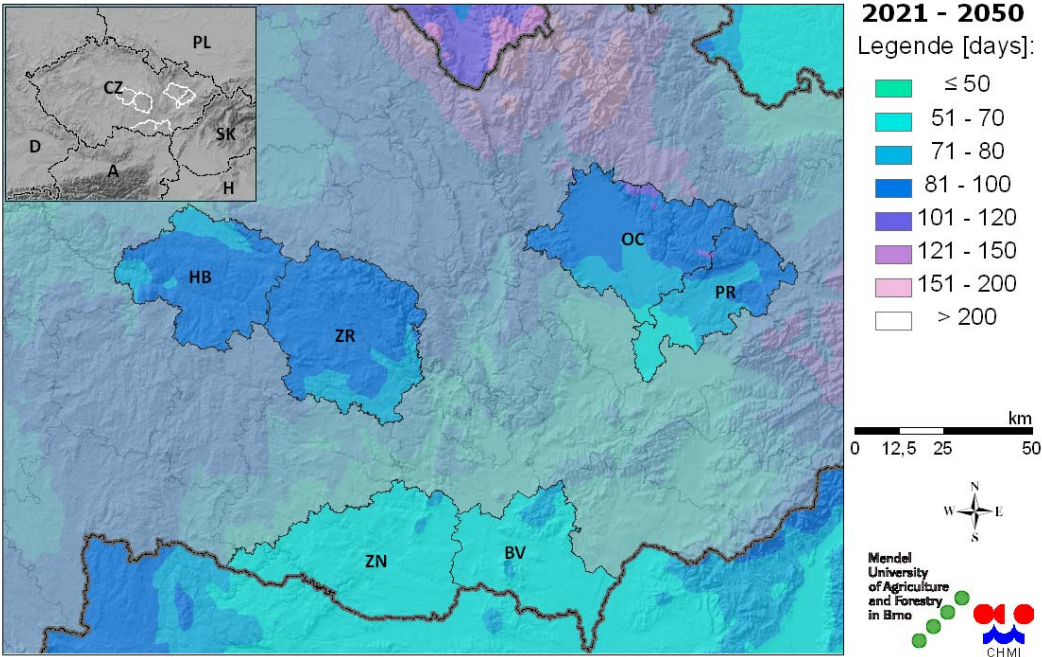 2021 - 2050
Legende [days]:
≤ 50
51 - 70
71 - 80
81 - 100
101 - 120
121 - 150
151 - 200
> 200
PL
CZ
SK
D
A
H
OC
HB
PR
ZR
ZN
BV
km
0 12,5 25 50
N
W E
S
Mendel
University
of Agriculture
and Forestry
in Brno
CHMI